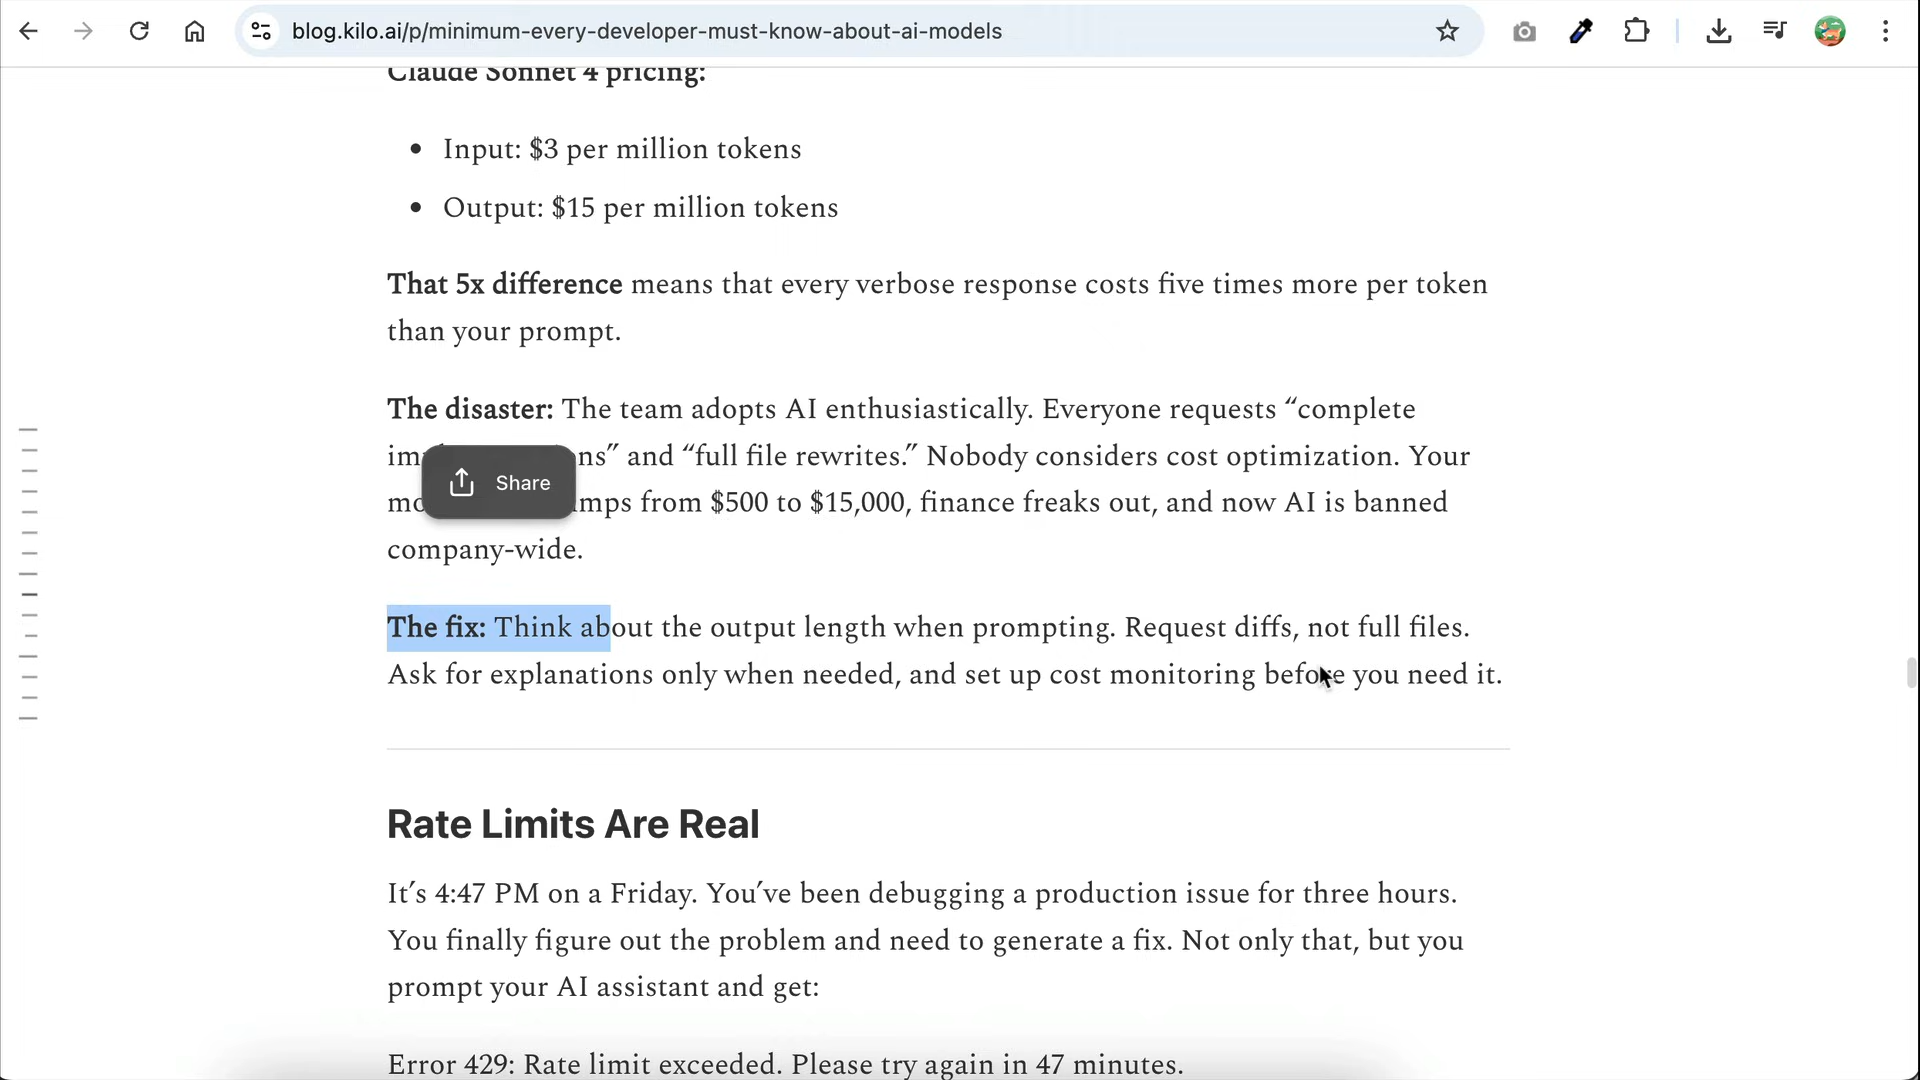 blog.kilo.ai/p/minimum-every-developer-must-know-about-ai-models
Claude Sonnet 4 pricing:
Input: $3 per million tokens
Output: $15 per million tokens
That 5x difference means that every verbose response costs five times more per token
than your prompt.
The disaster: The team adopts AI enthusiastically. Everyone requests “complete
im ns” and “full file rewrites.” Nobody considers cost optimization. Your
mo mps from $500 to $15,000, finance freaks out, and now AI is banned
Share
company-wide.
The fix: Think about the output length when prompting. Request diffs, not full files.
Ask for explanations only when needed, and set up cost monitoring before you need it.
Rate Limits Are Real
It’s 4:47 PM on a Friday. You’ve been debugging a production issue for three hours.
You finally figure out the problem and need to generate a fix. Not only that, but you
prompt your AI assistant and get:
Error 429: Rate limit exceeded. Please try again in 47 minutes.